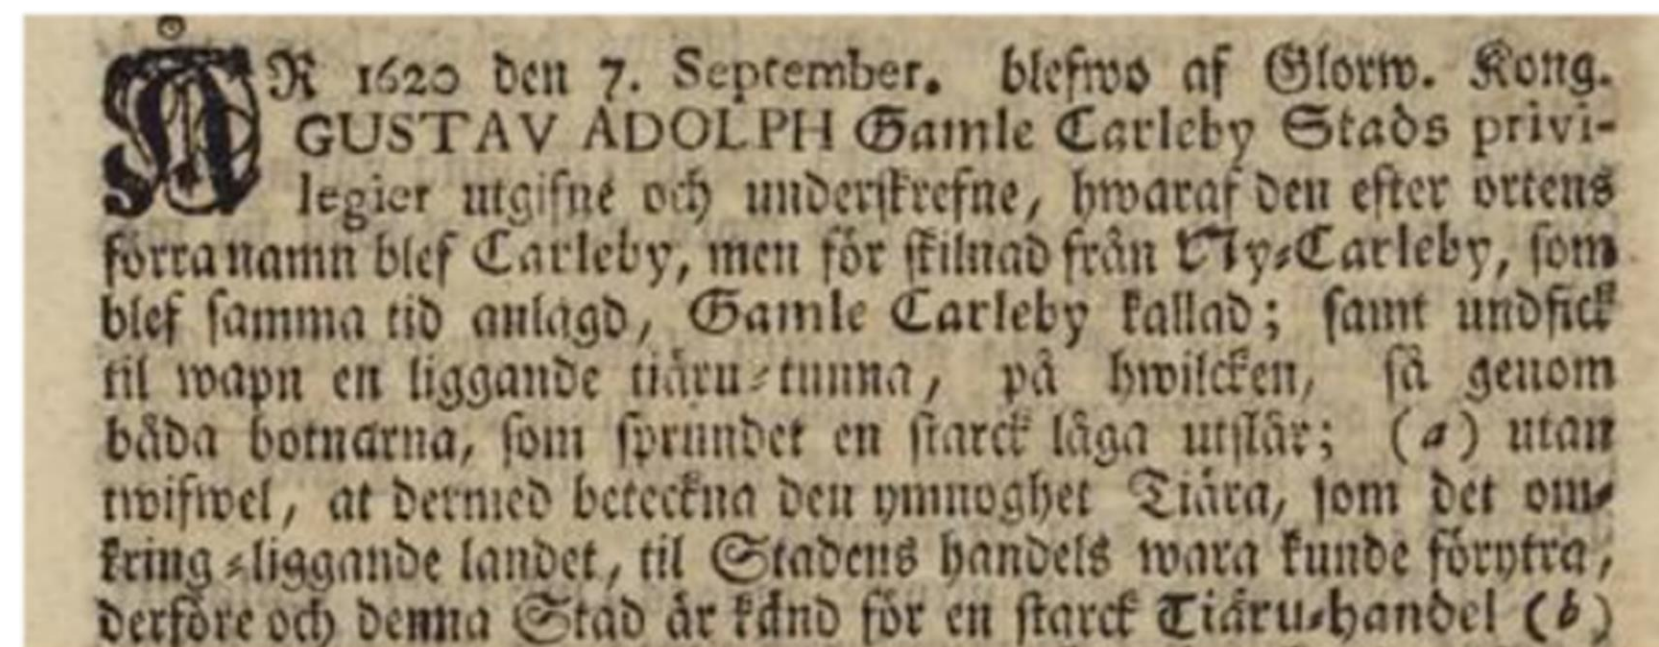 ÅR 1620 den 7. September. blefwo af Glorw. Kong.
GUSTAV ADOLPH Gamle Carleby Stads privi-
legier utgifne och underskrefne, hwaraf den efter ortens
förra namn blef Carleby, men för skilnad från Ny-Carleby, som
blef samma tid anlagd, Gamle Carleby kallad; samt undfick
til wapn en liggande tiäru-tunna, på hwilcken, så genom
båda botnarna, som sprundet en starck låga utslår; (a) utan
twifwel, at dermed beteckna den ymnoghet Tiära, som det om-
kring-liggande landet, til Stadens handels wara kunde förytra,
derföre och denna Stad är känd för en starck Tiäru-handel (b)